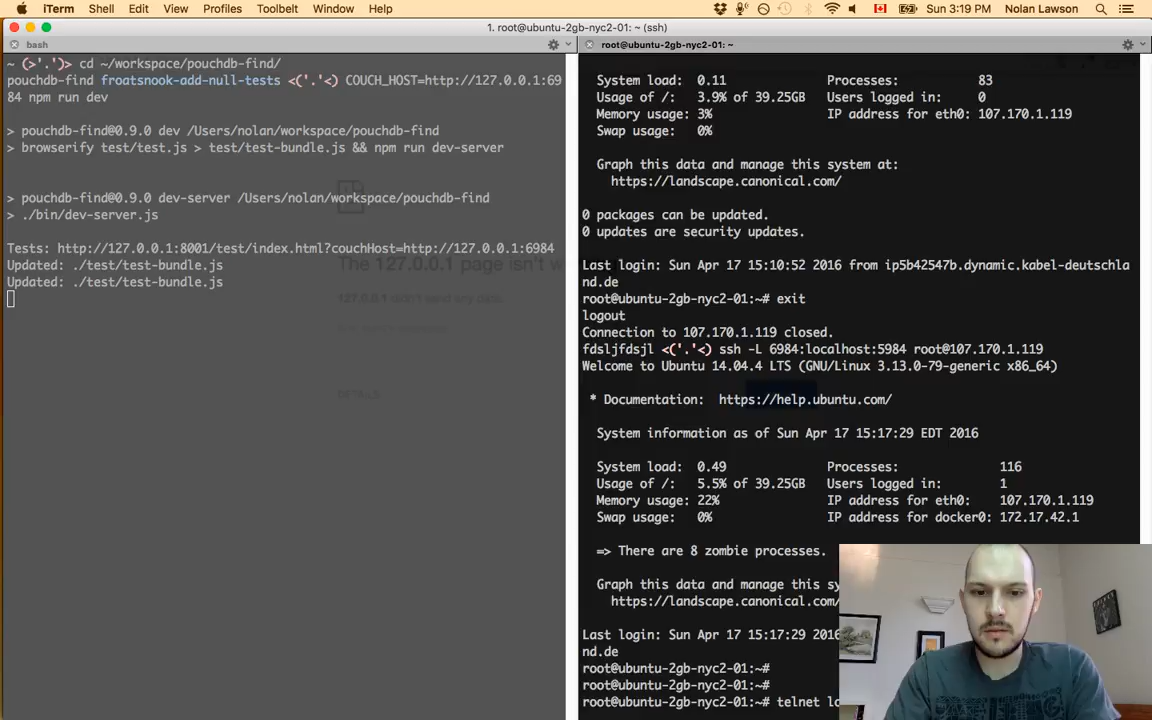 iTerm Shell Edit View Profiles Toolbelt Window Help Sun 3:19 PM Nolan Lawson
1. root@ubuntu-2gb-nyc2-01: ~ (ssh)
bash
root@ubuntu-2gb-nyc2-01: ~
~ (>'.')> cd ~/workspace/pouchdb-find/
pouchdb-find froatsnook-add-null-tests <('.'<) COUCH_HOST=http://127.0.0.1:69
84 npm run dev
> pouchdb-find@0.9.0 dev /Users/nolan/workspace/pouchdb-find
> browserify test/test.js > test/test-bundle.js && npm run dev-server
> pouchdb-find@0.9.0 dev-server /Users/nolan/workspace/pouchdb-find
> ./bin/dev-server.js
Tests: http://127.0.0.1:8001/test/index.html?couchHost=http://127.0.0.1:6984
Updated: ./test/test-bundle.js
Updated: ./test/test-bundle.js
The 127.0.0.1 page isn't w
127.0.0.1 didn't send any data.
DETAILS
System load: 0.11 Processes: 83
Usage of /: 3.9% of 39.25GB Users logged in: 0
Memory usage: 3% IP address for eth0: 107.170.1.119
Swap usage: 0%
Graph this data and manage this system at:
https://landscape.canonical.com/
0 packages can be updated.
0 updates are security updates.
Last login: Sun Apr 17 15:10:52 2016 from ip5b42547b.dynamic.kabel-deutschla
nd.de
root@ubuntu-2gb-nyc2-01:~# exit
logout
Connection to 107.170.1.119 closed.
fdsljfdsjl <('.'<) ssh -L 6984:localhost:5984 root@107.170.1.119
Welcome to Ubuntu 14.04.4 LTS (GNU/Linux 3.13.0-79-generic x86_64)
* Documentation: https://help.ubuntu.com/
System information as of Sun Apr 17 15:17:29 EDT 2016
System load: 0.49 Processes: 116
Usage of /: 5.5% of 39.25GB Users logged in: 1
Memory usage: 22% IP address for eth0: 107.170.1.119
Swap usage: 0% IP address for docker0: 172.17.42.1
=> There are 8 zombie processes.
Graph this data and manage this sy
https://landscape.canonical.com/
Last login: Sun Apr 17 15:17:29 2016
nd.de
root@ubuntu-2gb-nyc2-01:~#
root@ubuntu-2gb-nyc2-01:~#
root@ubuntu-2gb-nyc2-01:~# telnet lo